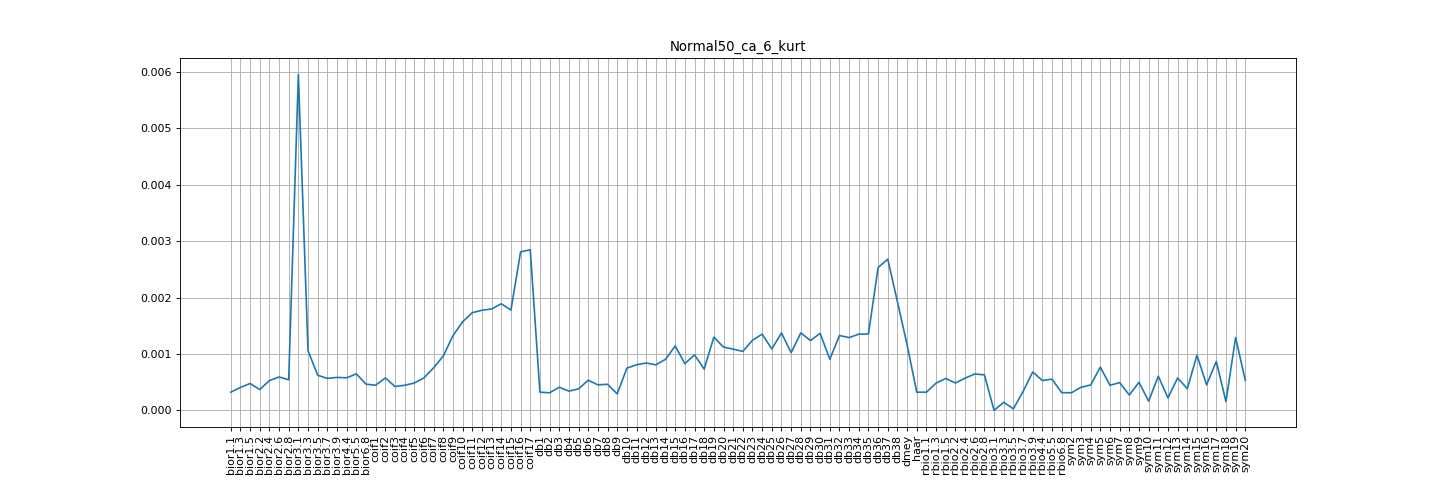 Normal50_ca_6_kurt
0.006
0.005
0.004
0.003
0.002
0.001
0.000
bior1.1
bior1.3
bior1.5
bior2.2
bior2.4
bior2.6
bior2.8
bior3.1
bior3.3
bior3.5
bior3.7
bior3.9
bior4.4
bior5.5
bior6.8
coif1
coif2
coif3
coif4
coif5
coif6
coif7
coif8
coif9
coif10
coif11
coif12
coif13
coif14
coif15
coif16
coif17
db1
db2
db3
db4
db5
db6
db7
db8
db9
db10
db11
db12
db13
db14
db15
db16
db17
db18
db19
db20
db21
db22
db23
db24
db25
db26
db27
db28
db29
db30
db31
db32
db33
db34
db35
db36
db37
db38
dmey
haar
rbio1.1
rbio1.3
rbio1.5
rbio2.2
rbio2.4
rbio2.6
rbio2.8
rbio3.1
rbio3.3
rbio3.5
rbio3.7
rbio3.9
rbio4.4
rbio5.5
rbio6.8
sym2
sym3
sym4
sym5
sym6
sym7
sym8
sym9
sym10
sym11
sym12
sym13
sym14
sym15
sym16
sym17
sym18
sym19
sym20